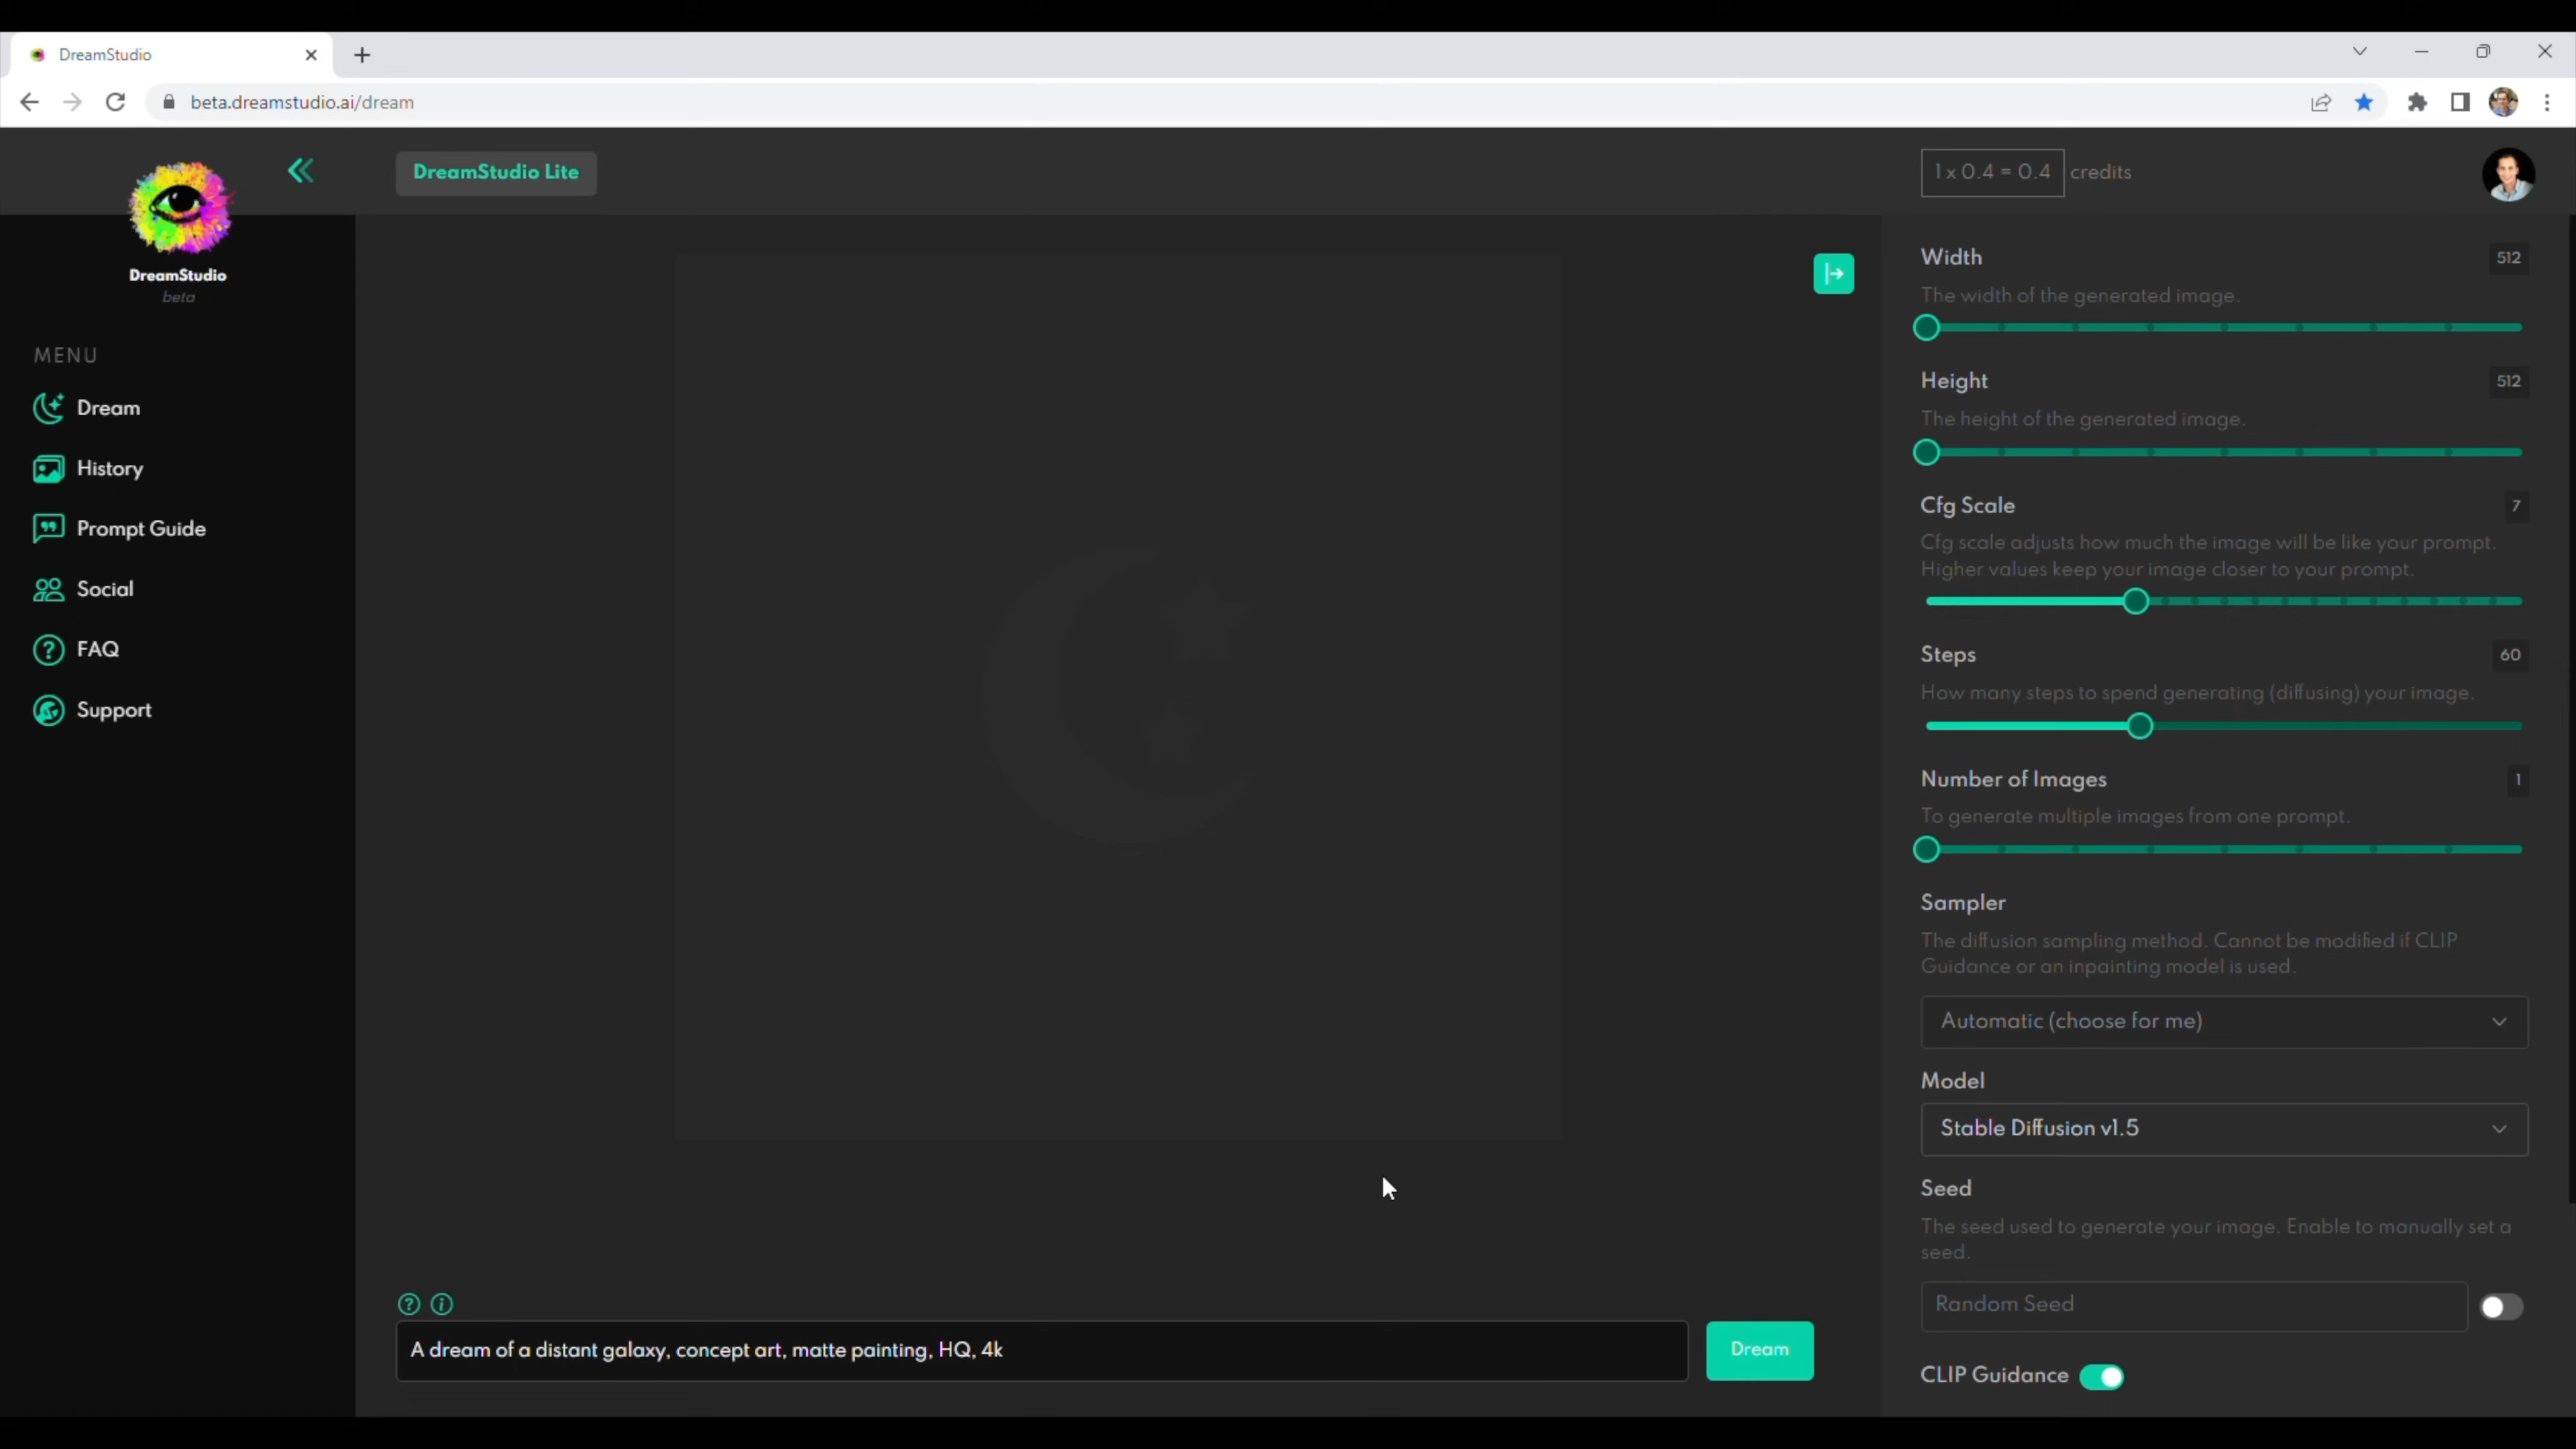 DreamStudio
beta.dreamstudio.ai/dream
DreamStudio Lite
1 x 0.4 = 0.4 credits
DreamStudio
beta
MENU
Dream
History
Prompt Guide
Social
FAQ
Support
Width 512
The width of the generated image.
Height 512
The height of the generated image.
Cfg Scale 7
Cfg scale adjusts how much the image will be like your prompt.
Higher values keep your image closer to your prompt.
Steps 60
How many steps to spend generating (diffusing) your image.
Number of Images 1
To generate multiple images from one prompt.
Sampler
The diffusion sampling method. Cannot be modified if CLIP
Guidance or an inpainting model is used.
Automatic (choose for me)
Model
Stable Diffusion v1.5
Seed
The seed used to generate your image. Enable to manually set a
seed.
Random Seed
CLIP Guidance
A dream of a distant galaxy, concept art, matte painting, HQ, 4k
Dream